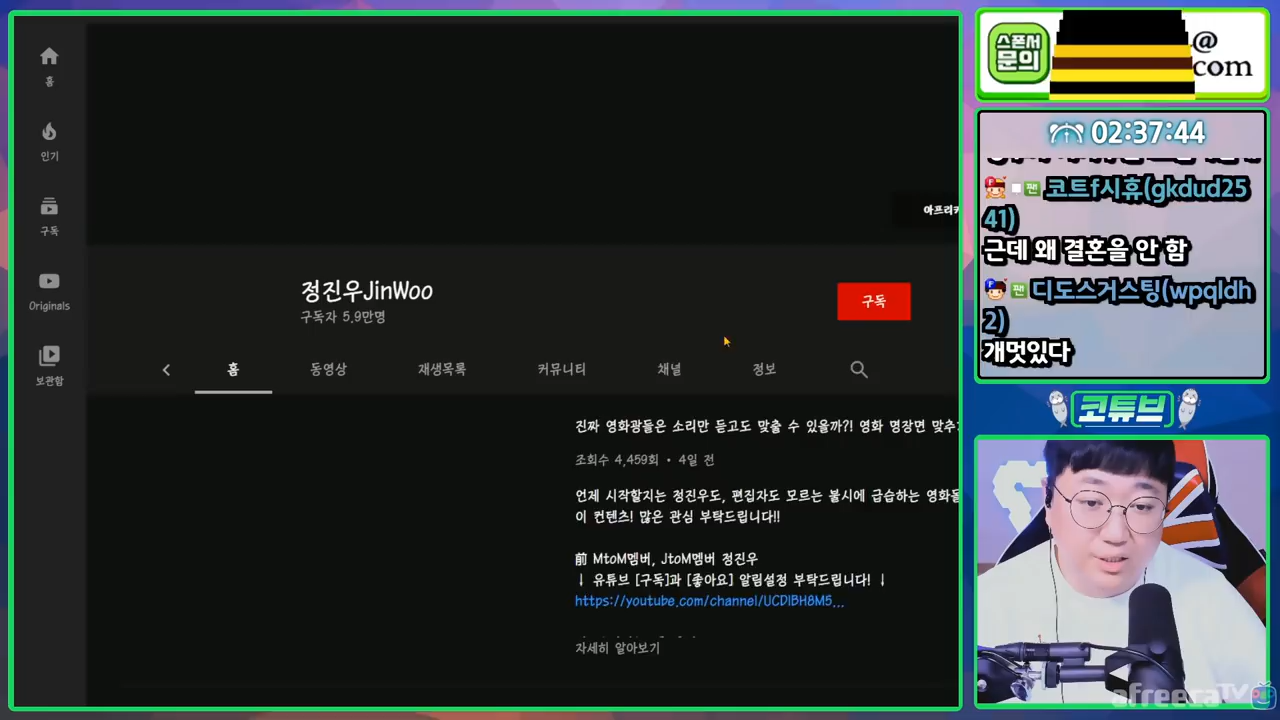 홈
인기
구독
Originals
보관함
아프리카
정진우JinWoo
구독자 5.9만명
구독
홈
동영상
재생목록
커뮤니티
채널
정보
진짜 영화광들은 소리만 듣고도 맞출 수 있을까?! 영화 명장면 맞추
조회수 4,459회 • 4일 전
언제 시작할지는 정진우도, 편집자도 모르는 불시에 급습하는 영화
이 컨텐츠! 많은 관심 부탁드립니다!!
前 MtoM멤버, JtoM멤버 정진우
↓ 유튜브 [구독]과 [좋아요] 알림설정 부탁드립니다! ↓
https://youtube.com/channel/UCDlBH8M5...
자세히 알아보기
스폰서
문의
@
com
02:37:44
팬 코트f시휴(gkdud25
41)
근데 왜 결혼을 안 함
팬 디도스거스팅(wpqldh
2)
개멋있다
코튜브
afreecaTV